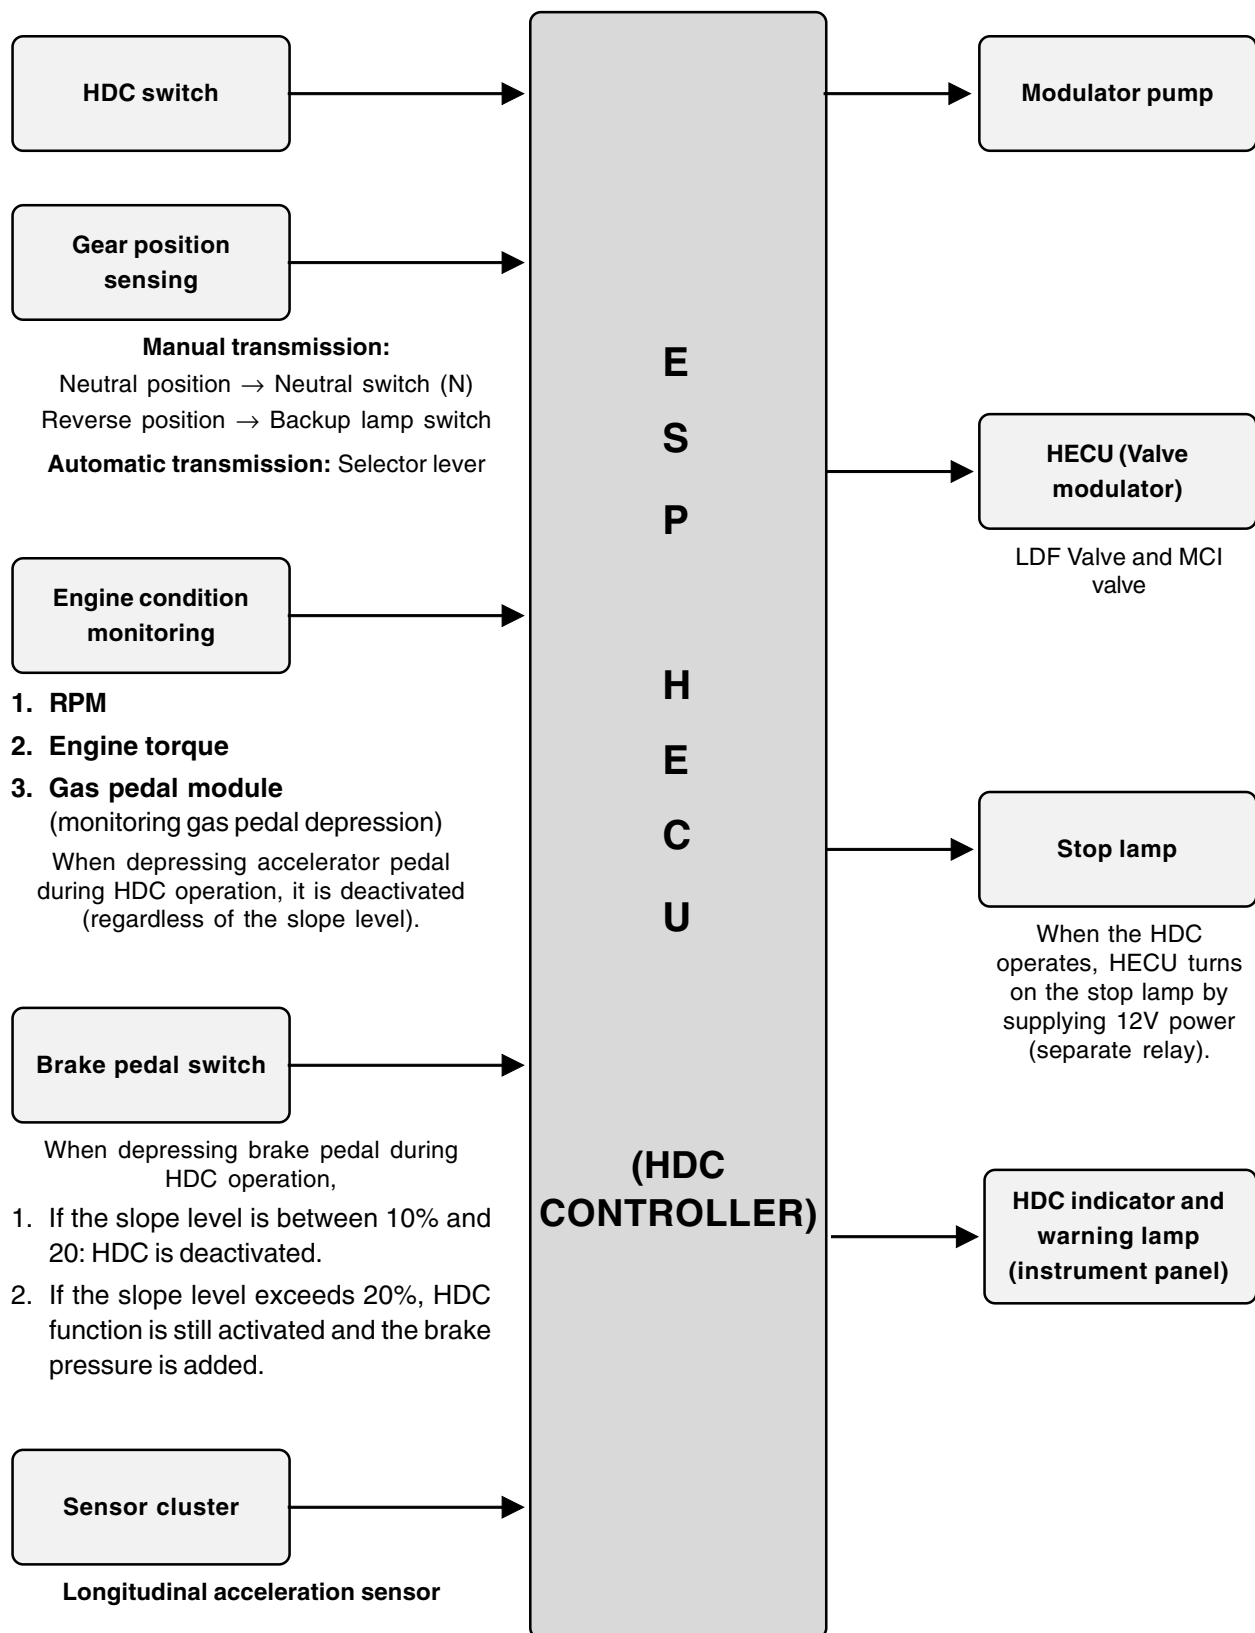 HDC switch
Gear position
sensing
Manual transmission:
Neutral position → Neutral switch (N)
Reverse position → Backup lamp switch
Automatic transmission: Selector lever
Engine condition
monitoring
1. RPM
2. Engine torque
3. Gas pedal module
(monitoring gas pedal depression)
When depressing accelerator pedal
during HDC operation, it is deactivated
(regardless of the slope level).
Brake pedal switch
When depressing brake pedal during
HDC operation,
1. If the slope level is between 10% and
20: HDC is deactivated.
2. If the slope level exceeds 20%, HDC
function is still activated and the brake
pressure is added.
Sensor cluster
Longitudinal acceleration sensor
E
S
P
H
E
C
U
(HDC
CONTROLLER)
Modulator pump
HECU (Valve
modulator)
LDF Valve and MCI
valve
Stop lamp
When the HDC
operates, HECU turns
on the stop lamp by
supplying 12V power
(separate relay).
HDC indicator and
warning lamp
(instrument panel)